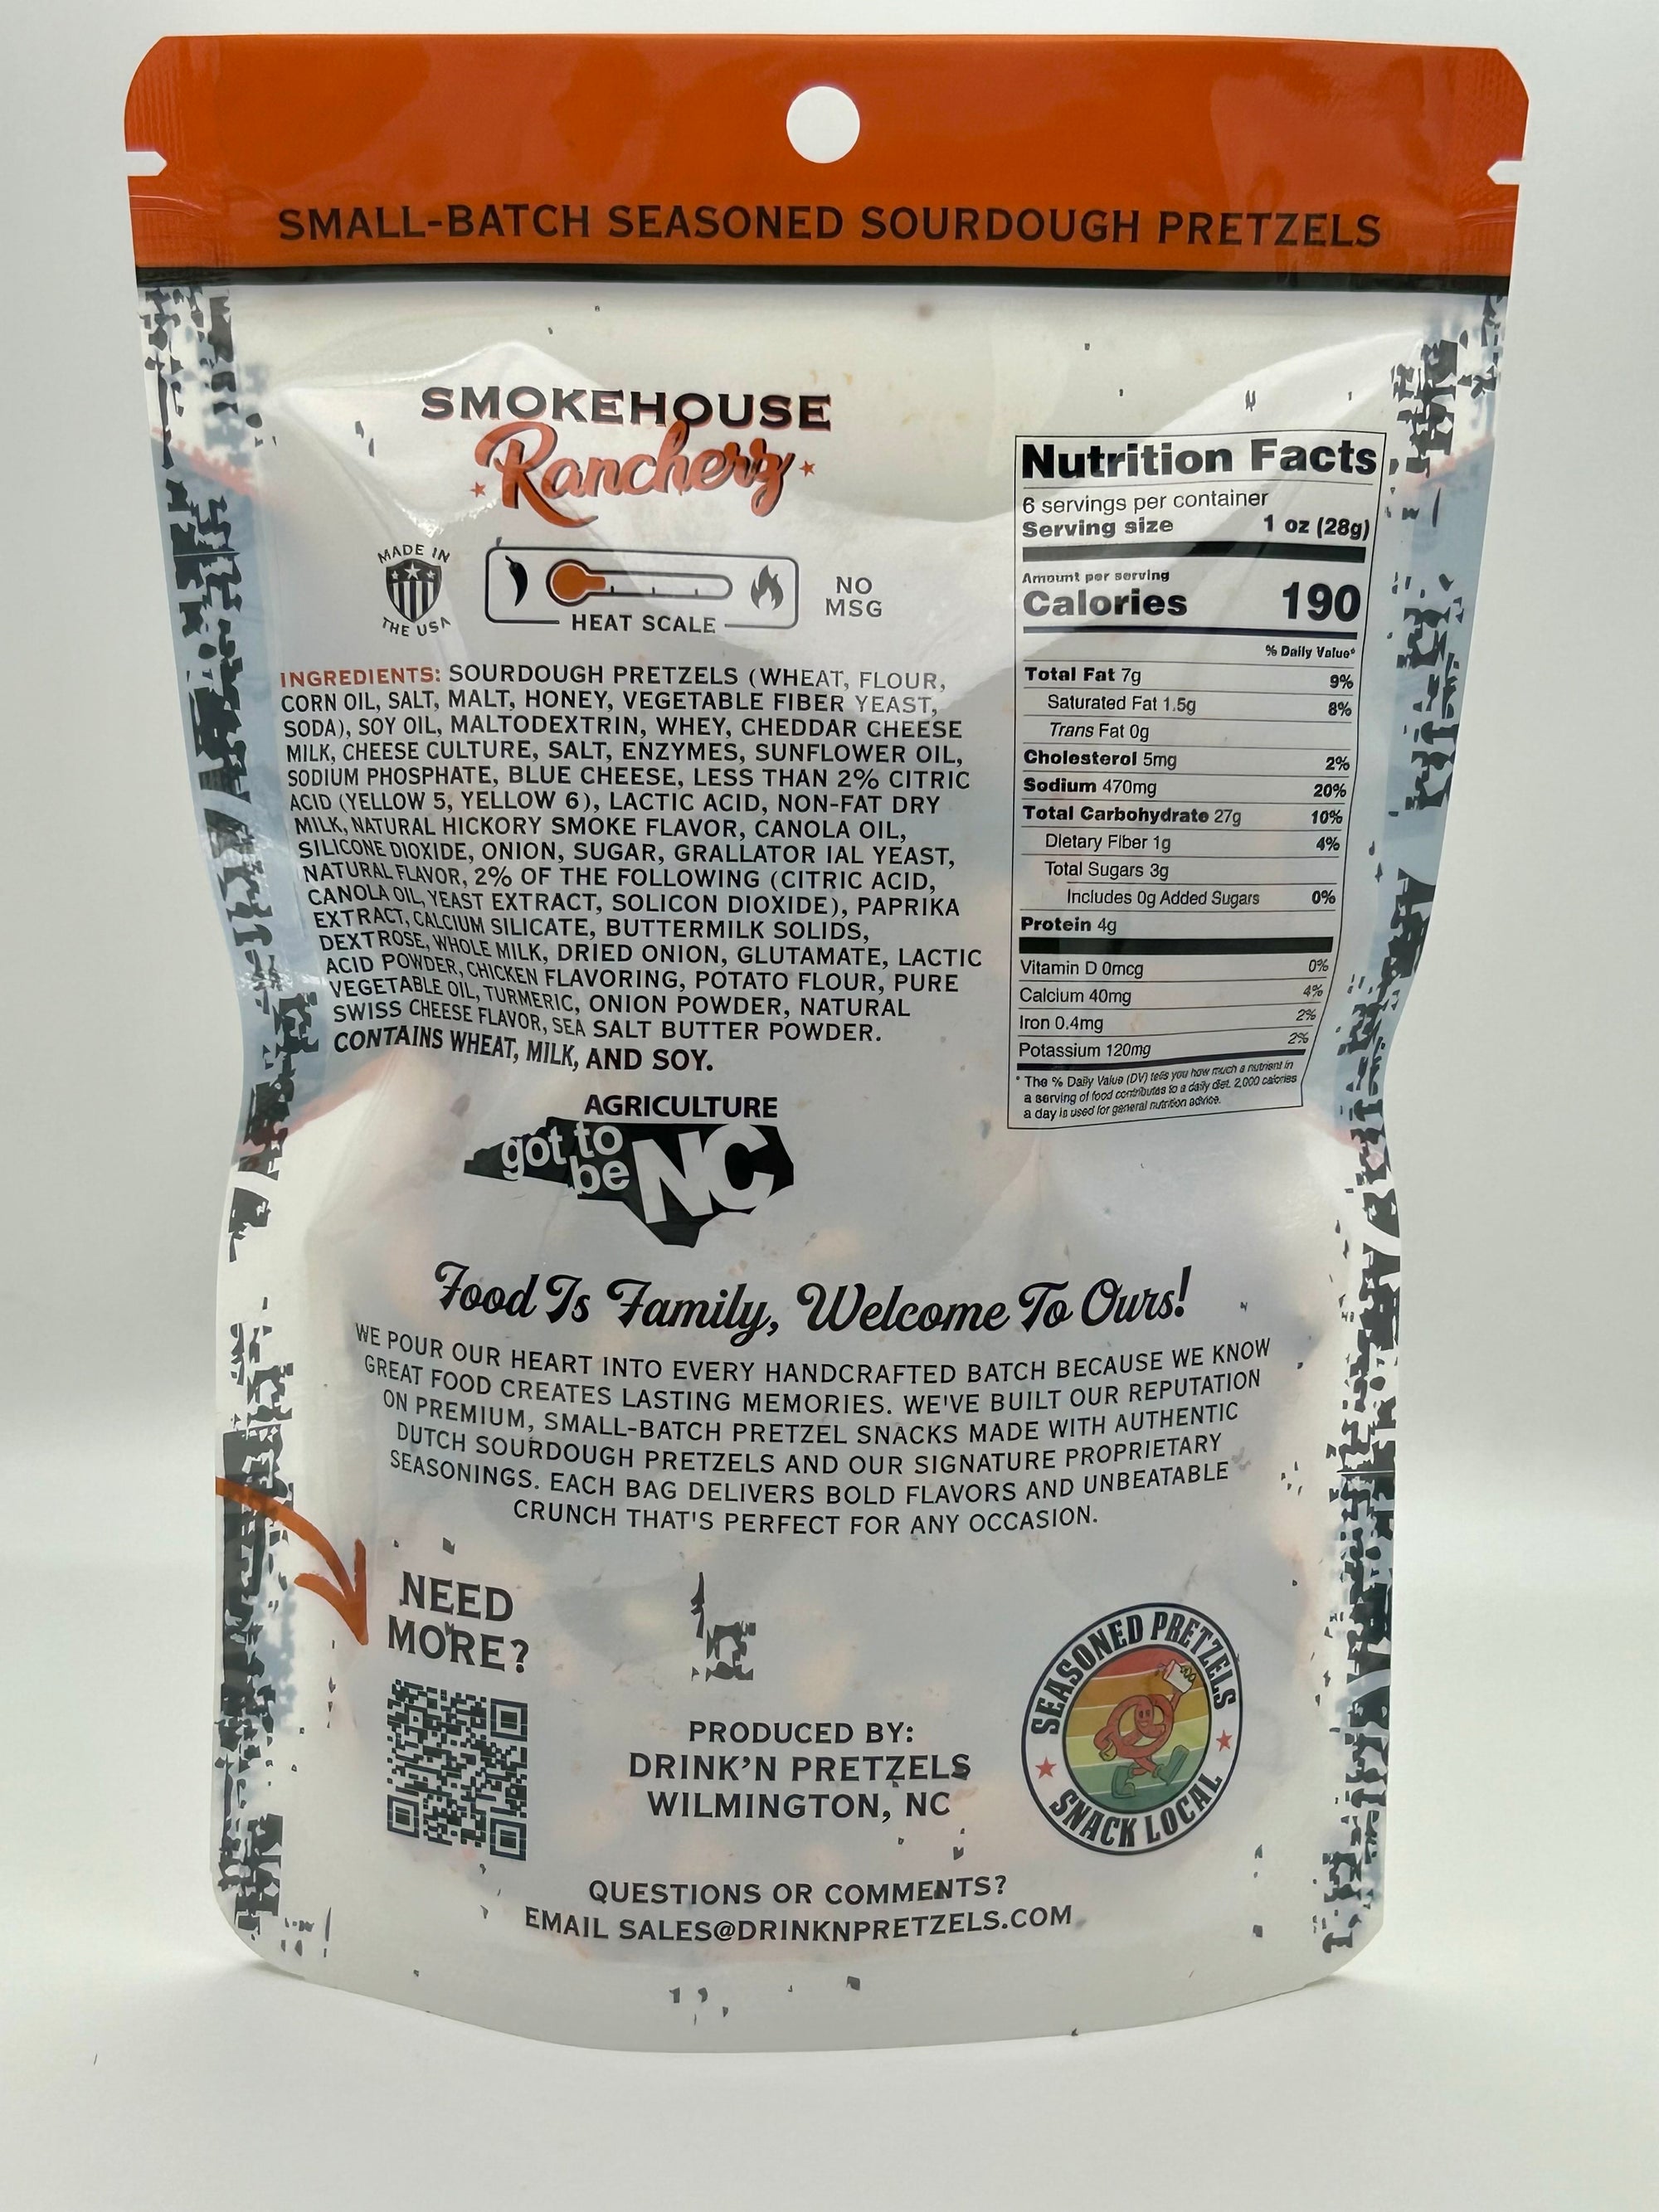 SMALL-BATCH SEASONED SOURDOUGH PRETZELS
SMOKEHOUSE
Rancherz
MADE IN
THE USA
HEAT SCALE
NO
MSG
INGREDIENTS: SOURDOUGH PRETZELS (WHEAT, FLOUR,
CORN OIL, SALT, MALT, HONEY, VEGETABLE FIBER YEAST,
SODA), SOY OIL, MALTODEXTRIN, WHEY, CHEDDAR CHEESE
MILK, CHEESE CULTURE, SALT, ENZYMES, SUNFLOWER OIL,
SODIUM PHOSPHATE, BLUE CHEESE, LESS THAN 2% CITRIC
ACID (YELLOW 5, YELLOW 6), LACTIC ACID, NON-FAT DRY
MILK, NATURAL HICKORY SMOKE FLAVOR, CANOLA OIL,
SILICONE DIOXIDE, ONION, SUGAR, GRALLATOR IAL YEAST,
NATURAL FLAVOR, 2% OF THE FOLLOWING (CITRIC ACID,
CANOLA OIL, YEAST EXTRACT, SOLICON DIOXIDE), PAPRIKA
EXTRACT, CALCIUM SILICATE, BUTTERMILK SOLIDS,
DEXTROSE, WHOLE MILK, DRIED ONION, GLUTAMATE, LACTIC
ACID POWDER, CHICKEN FLAVORING, POTATO FLOUR, PURE
VEGETABLE OIL, TURMERIC, ONION POWDER, NATURAL
SWISS CHEESE FLAVOR, SEA SALT BUTTER POWDER.
CONTAINS WHEAT, MILK, AND SOY.
Nutrition Facts
6 servings per container
Serving size 1 oz (28g)
Amount per serving
Calories 190
% Daily Value*
Total Fat 7g 9%
Saturated Fat 1.5g 8%
Trans Fat 0g
Cholesterol 5mg 2%
Sodium 470mg 20%
Total Carbohydrate 27g 10%
Dietary Fiber 1g 4%
Total Sugars 3g
Includes 0g Added Sugars 0%
Protein 4g
Vitamin D 0mcg 0%
Calcium 40mg 4%
Iron 0.4mg 2%
Potassium 120mg 2%
* The % Daily Value (DV) tells you how much a nutrient in
a serving of food contributes to a daily diet. 2,000 calories
a day is used for general nutrition advice.
AGRICULTURE
got to
be NC
Food Is Family, Welcome To Ours!
WE POUR OUR HEART INTO EVERY HANDCRAFTED BATCH BECAUSE WE KNOW
GREAT FOOD CREATES LASTING MEMORIES. WE'VE BUILT OUR REPUTATION
ON PREMIUM, SMALL-BATCH PRETZEL SNACKS MADE WITH AUTHENTIC
DUTCH SOURDOUGH PRETZELS AND OUR SIGNATURE PROPRIETARY
SEASONINGS. EACH BAG DELIVERS BOLD FLAVORS AND UNBEATABLE
CRUNCH THAT'S PERFECT FOR ANY OCCASION.
NEED
MORE?
PRODUCED BY:
DRINK'N PRETZELS
WILMINGTON, NC
SEASONED PRETZELS
SNACK LOCAL
QUESTIONS OR COMMENTS?
EMAIL SALES@DRINKNPRETZELS.COM